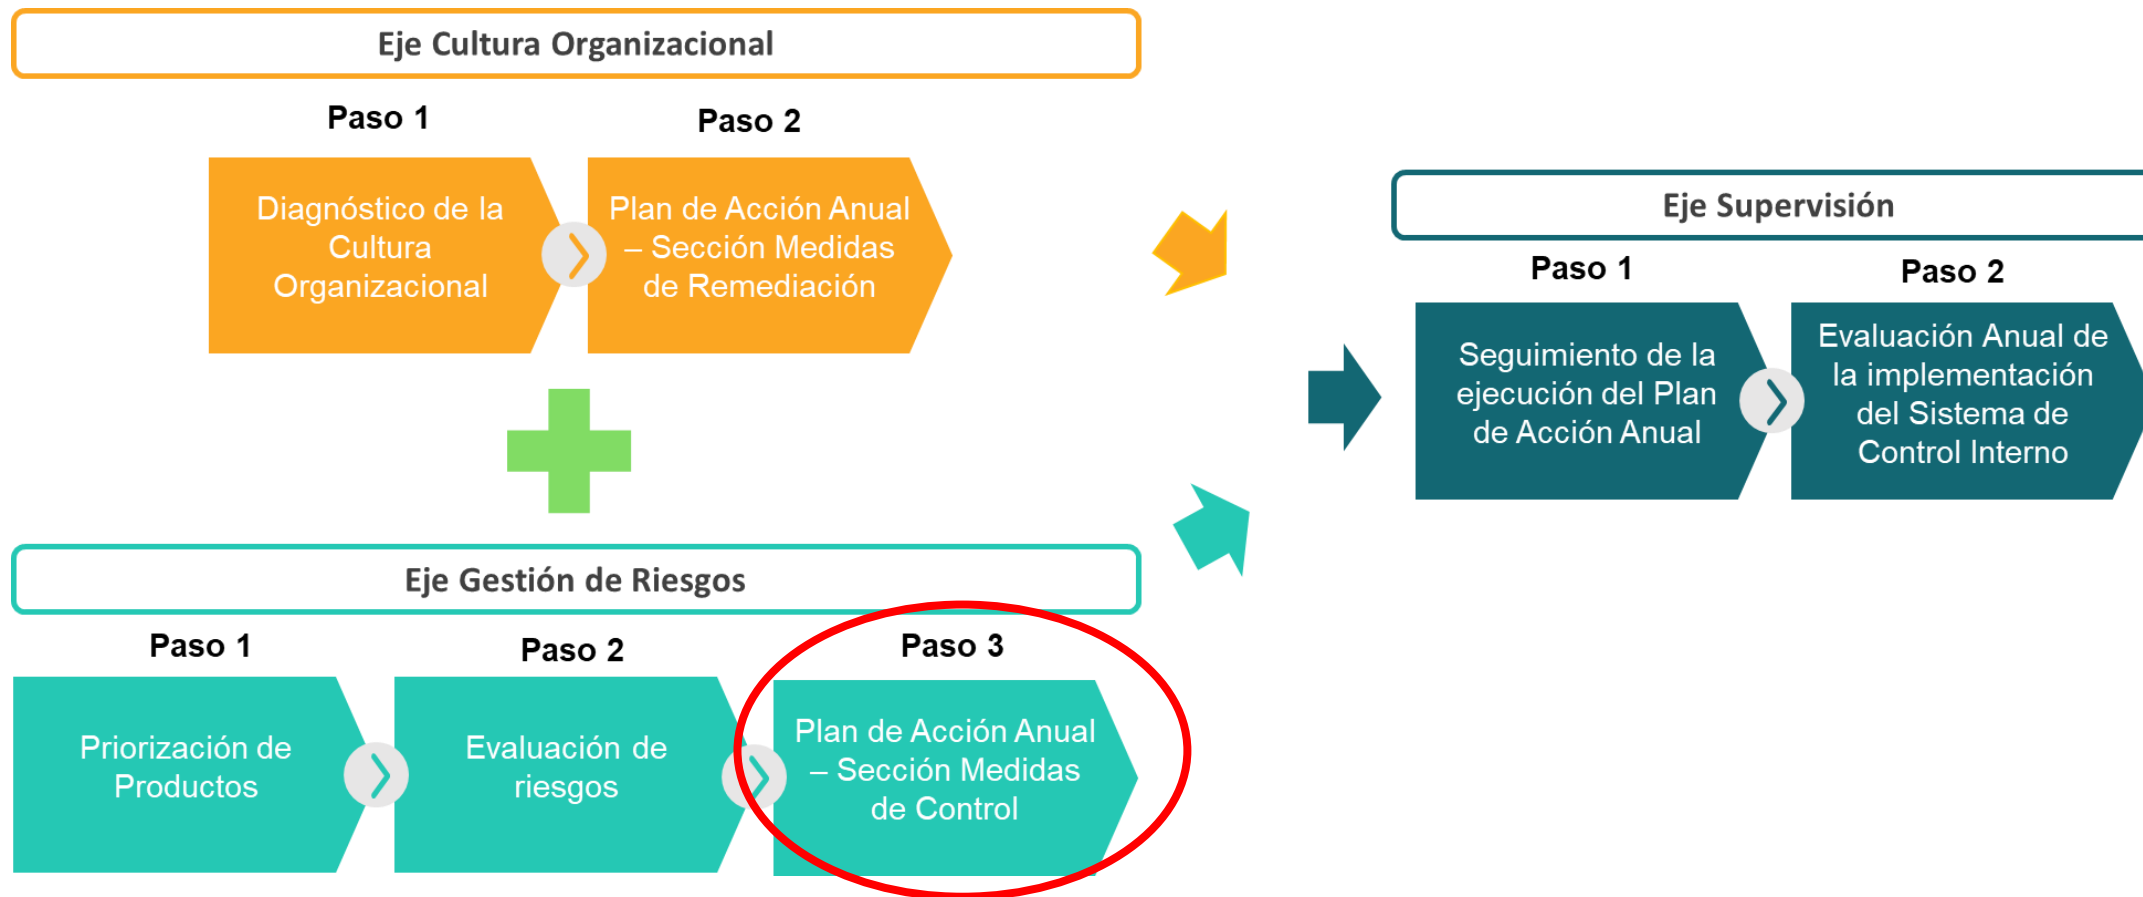 Eje Cultura Organizacional
Paso 1
Diagnóstico de la
Cultura
Organizacional
Paso 2
Plan de Acción Anual
– Sección Medidas
de Remediación
Eje Gestión de Riesgos
Paso 1
Priorización de
Productos
Paso 2
Evaluación de
riesgos
Paso 3
Plan de Acción Anual
– Sección Medidas
de Control
Eje Supervisión
Paso 1
Seguimiento de la
ejecución del Plan
de Acción Anual
Paso 2
Evaluación Anual de
la implementación
del Sistema de
Control Interno